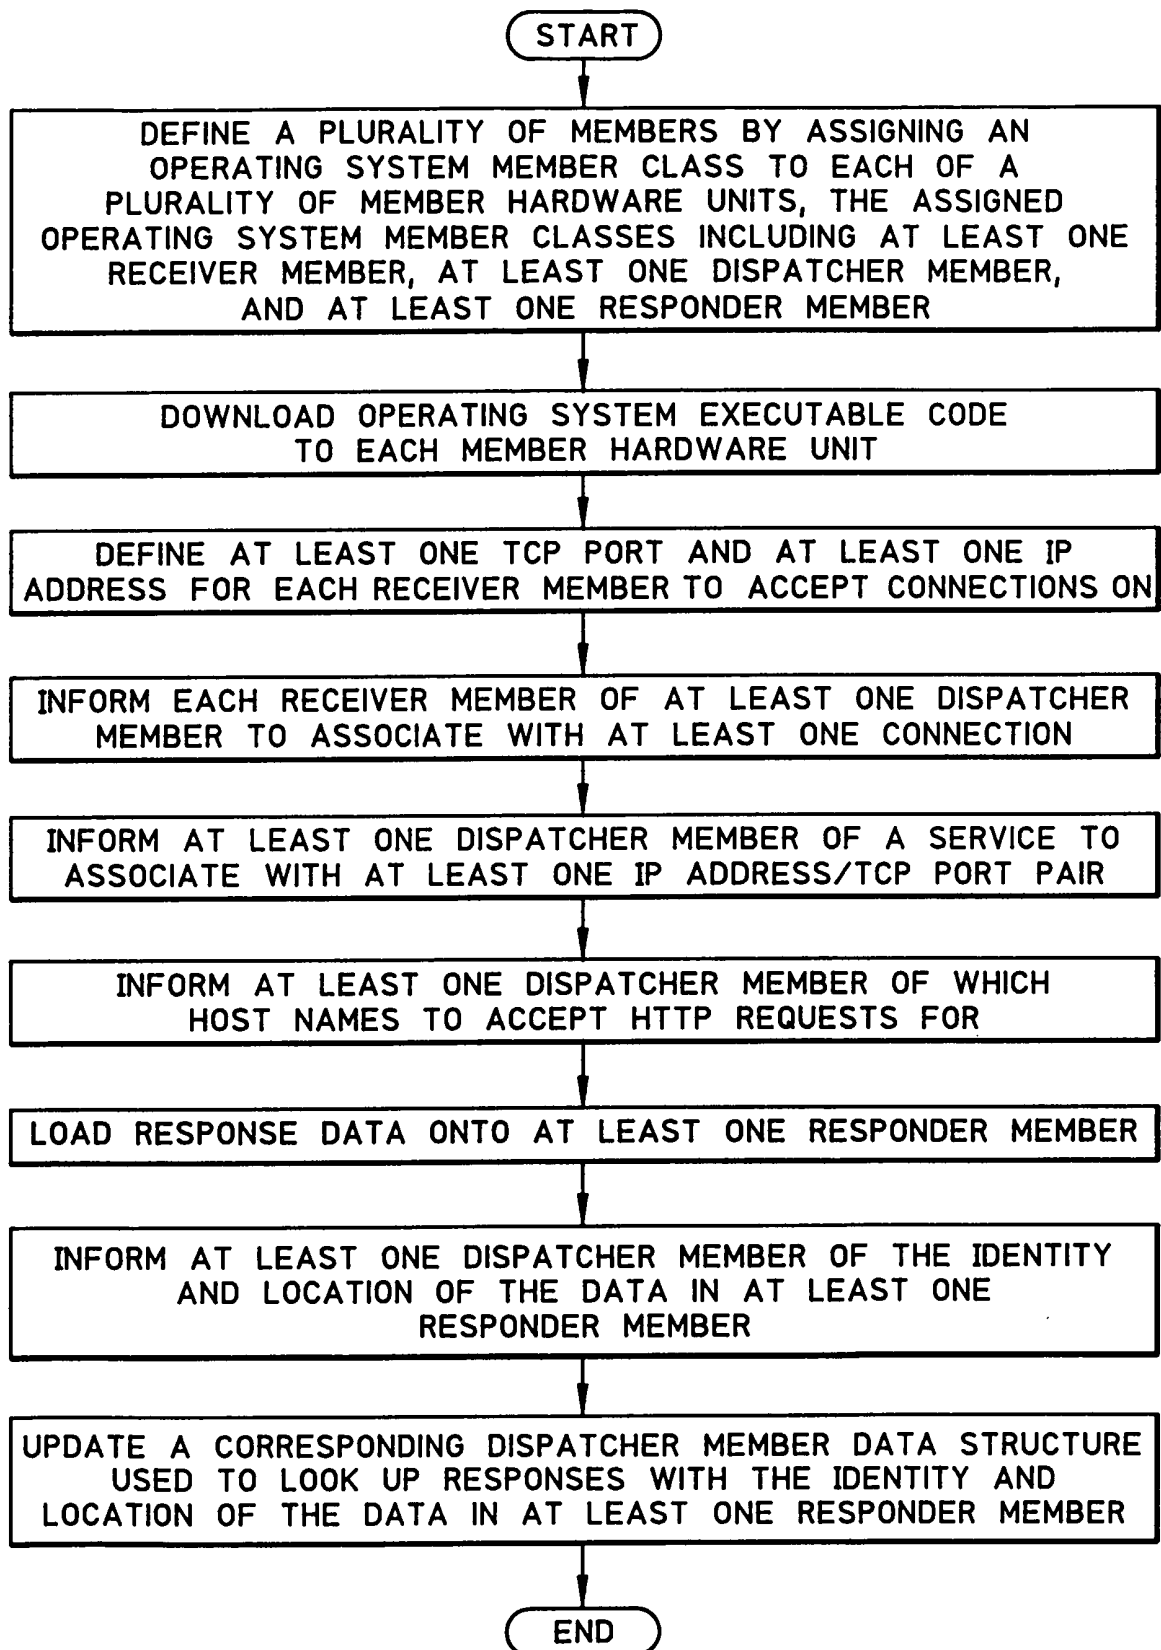 START
DEFINE A PLURALITY OF MEMBERS BY ASSIGNING AN
OPERATING SYSTEM MEMBER CLASS TO EACH OF A
PLURALITY OF MEMBER HARDWARE UNITS, THE ASSIGNED
OPERATING SYSTEM MEMBER CLASSES INCLUDING AT LEAST ONE
RECEIVER MEMBER, AT LEAST ONE DISPATCHER MEMBER,
AND AT LEAST ONE RESPONDER MEMBER
DOWNLOAD OPERATING SYSTEM EXECUTABLE CODE
TO EACH MEMBER HARDWARE UNIT
DEFINE AT LEAST ONE TCP PORT AND AT LEAST ONE IP
ADDRESS FOR EACH RECEIVER MEMBER TO ACCEPT CONNECTIONS ON
INFORM EACH RECEIVER MEMBER OF AT LEAST ONE DISPATCHER
MEMBER TO ASSOCIATE WITH AT LEAST ONE CONNECTION
INFORM AT LEAST ONE DISPATCHER MEMBER OF A SERVICE TO
ASSOCIATE WITH AT LEAST ONE IP ADDRESS/TCP PORT PAIR
INFORM AT LEAST ONE DISPATCHER MEMBER OF WHICH
HOST NAMES TO ACCEPT HTTP REQUESTS FOR
LOAD RESPONSE DATA ONTO AT LEAST ONE RESPONDER MEMBER
INFORM AT LEAST ONE DISPATCHER MEMBER OF THE IDENTITY
AND LOCATION OF THE DATA IN AT LEAST ONE
RESPONDER MEMBER
UPDATE A CORRESPONDING DISPATCHER MEMBER DATA STRUCTURE
USED TO LOOK UP RESPONSES WITH THE IDENTITY AND
LOCATION OF THE DATA IN AT LEAST ONE RESPONDER MEMBER
END